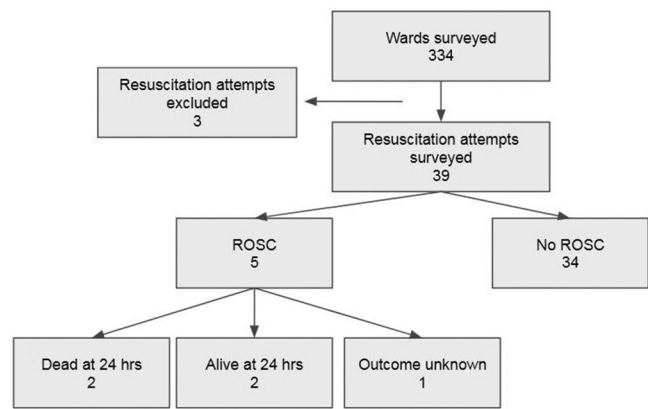 Wards surveyed
334
Resuscitation attempts
excluded
3
Resuscitation attempts
surveyed
39
ROSC
5
No ROSC
34
Dead at 24 hrs
2
Alive at 24 hrs
2
Outcome unknown
1